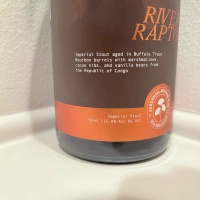 RIVE
RAPTU
Imperial Stout aged in Buffalo Trace
Bourbon barrels with marshmallows,
cacao nibs, and vanilla beans from
the Republic of Congo
Imperial Stout